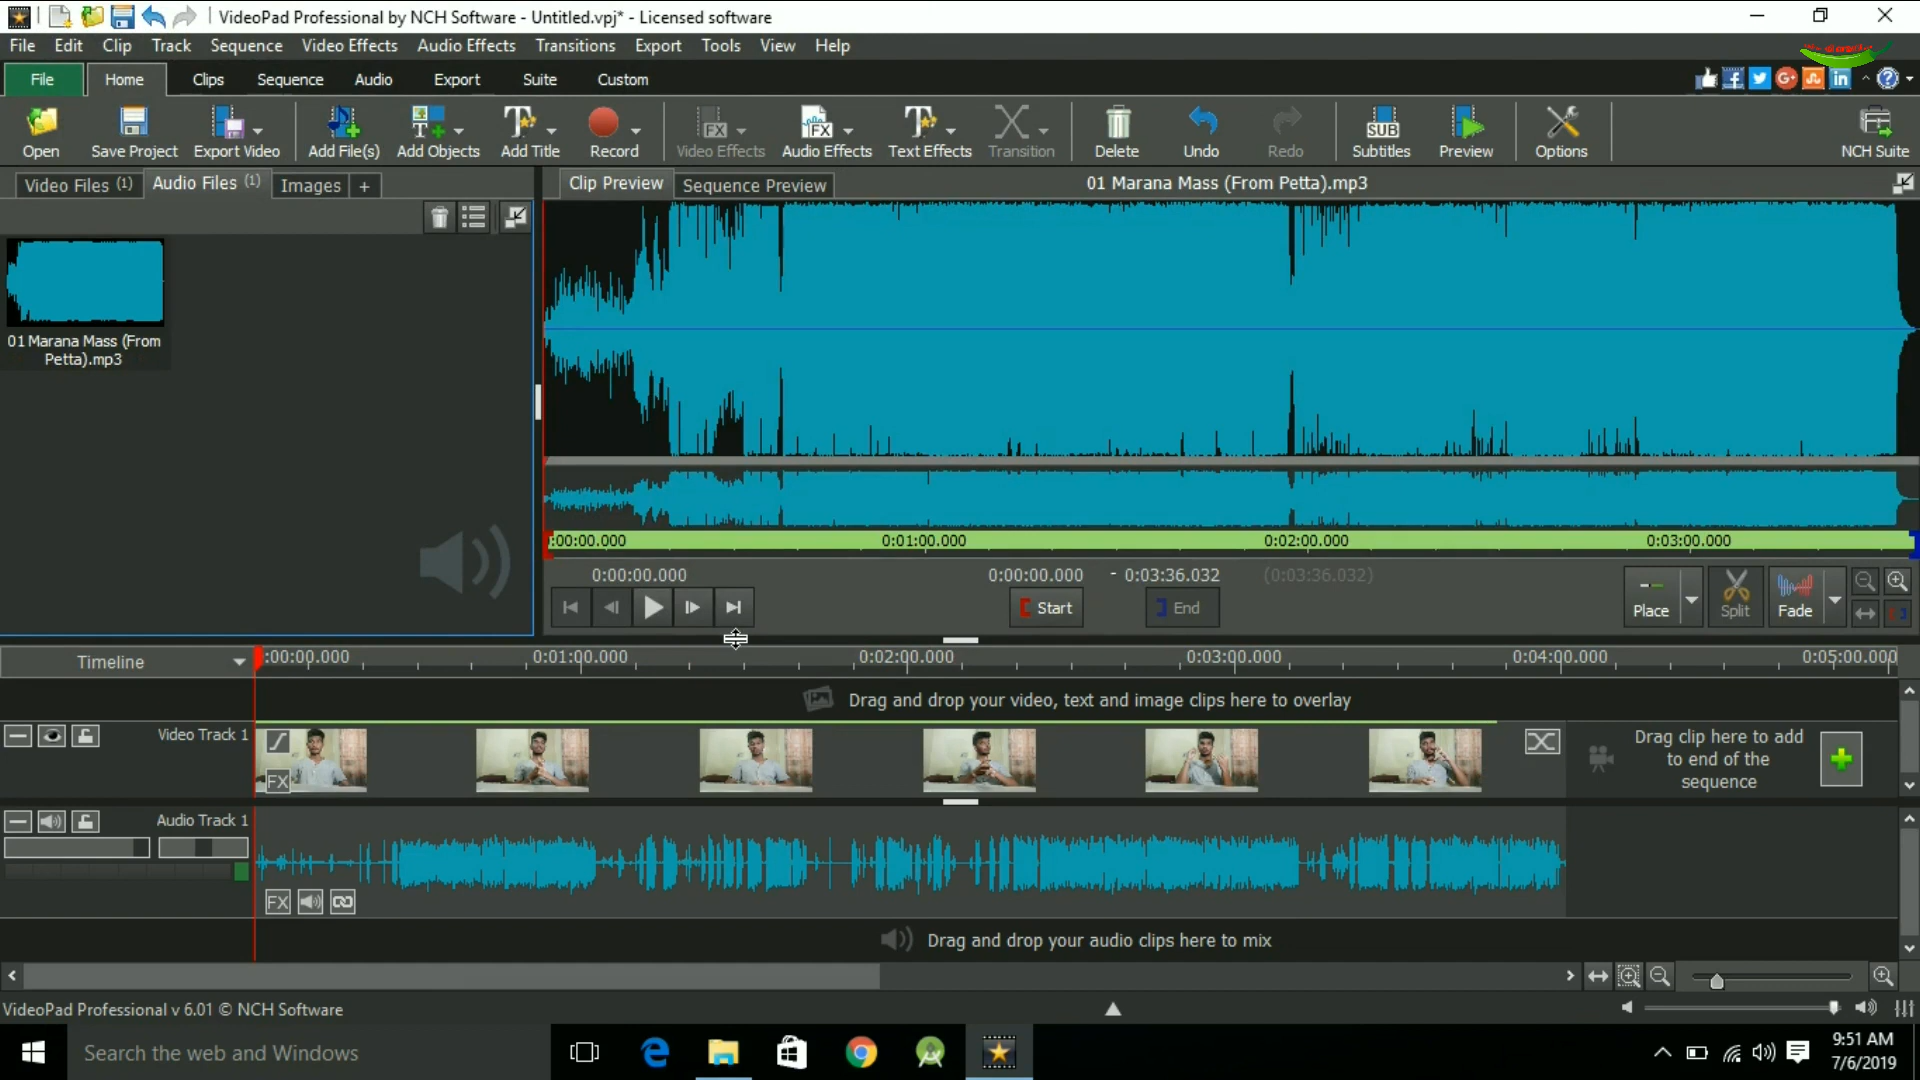 VideoPad Professional by NCH Software - Untitled.vpj* - Licensed software
File Edit Clip Track Sequence Video Effects Audio Effects Transitions Export Tools View Help
File Home Clips Sequence Audio Export Suite Custom
Open Save Project Export Video Add File(s) Add Objects Add Title Record Video Effects Audio Effects Text Effects Transition Delete Undo Redo Subtitles Preview Options NCH Suite
Video Files (1) Audio Files (1) Images + Clip Preview Sequence Preview 01 Marana Mass (From Petta).mp3
01 Marana Mass (From
Petta).mp3
:00:00.000 0:01:00.000 0:02:00.000 0:03:00.000
0:00:00.000 0:00:00.000 - 0:03:36.032 (0:03:36.032)
Start End Place Split Fade
Timeline :00:00.000 0:01:00.000 0:02:00.000 0:03:00.000 0:04:00.000 0:05:00.000
Drag and drop your video, text and image clips here to overlay
Video Track 1
FX
Drag clip here to add
to end of the
sequence
Audio Track 1
FX
Drag and drop your audio clips here to mix
VideoPad Professional v 6.01 © NCH Software
Search the web and Windows
9:51 AM
7/6/2019